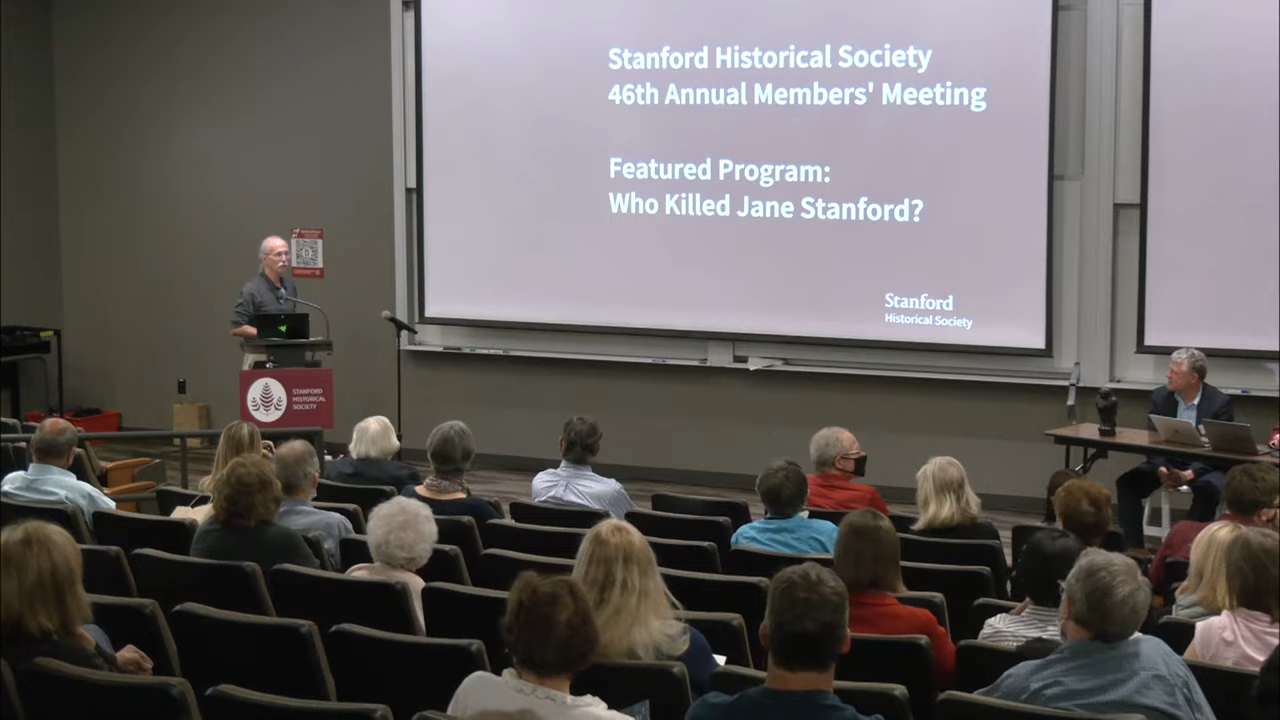 Stanford Historical Society
46th Annual Members' Meeting
Featured Program:
Who Killed Jane Stanford?
Stanford
Historical Society
STANFORD
HISTORICAL
SOCIETY